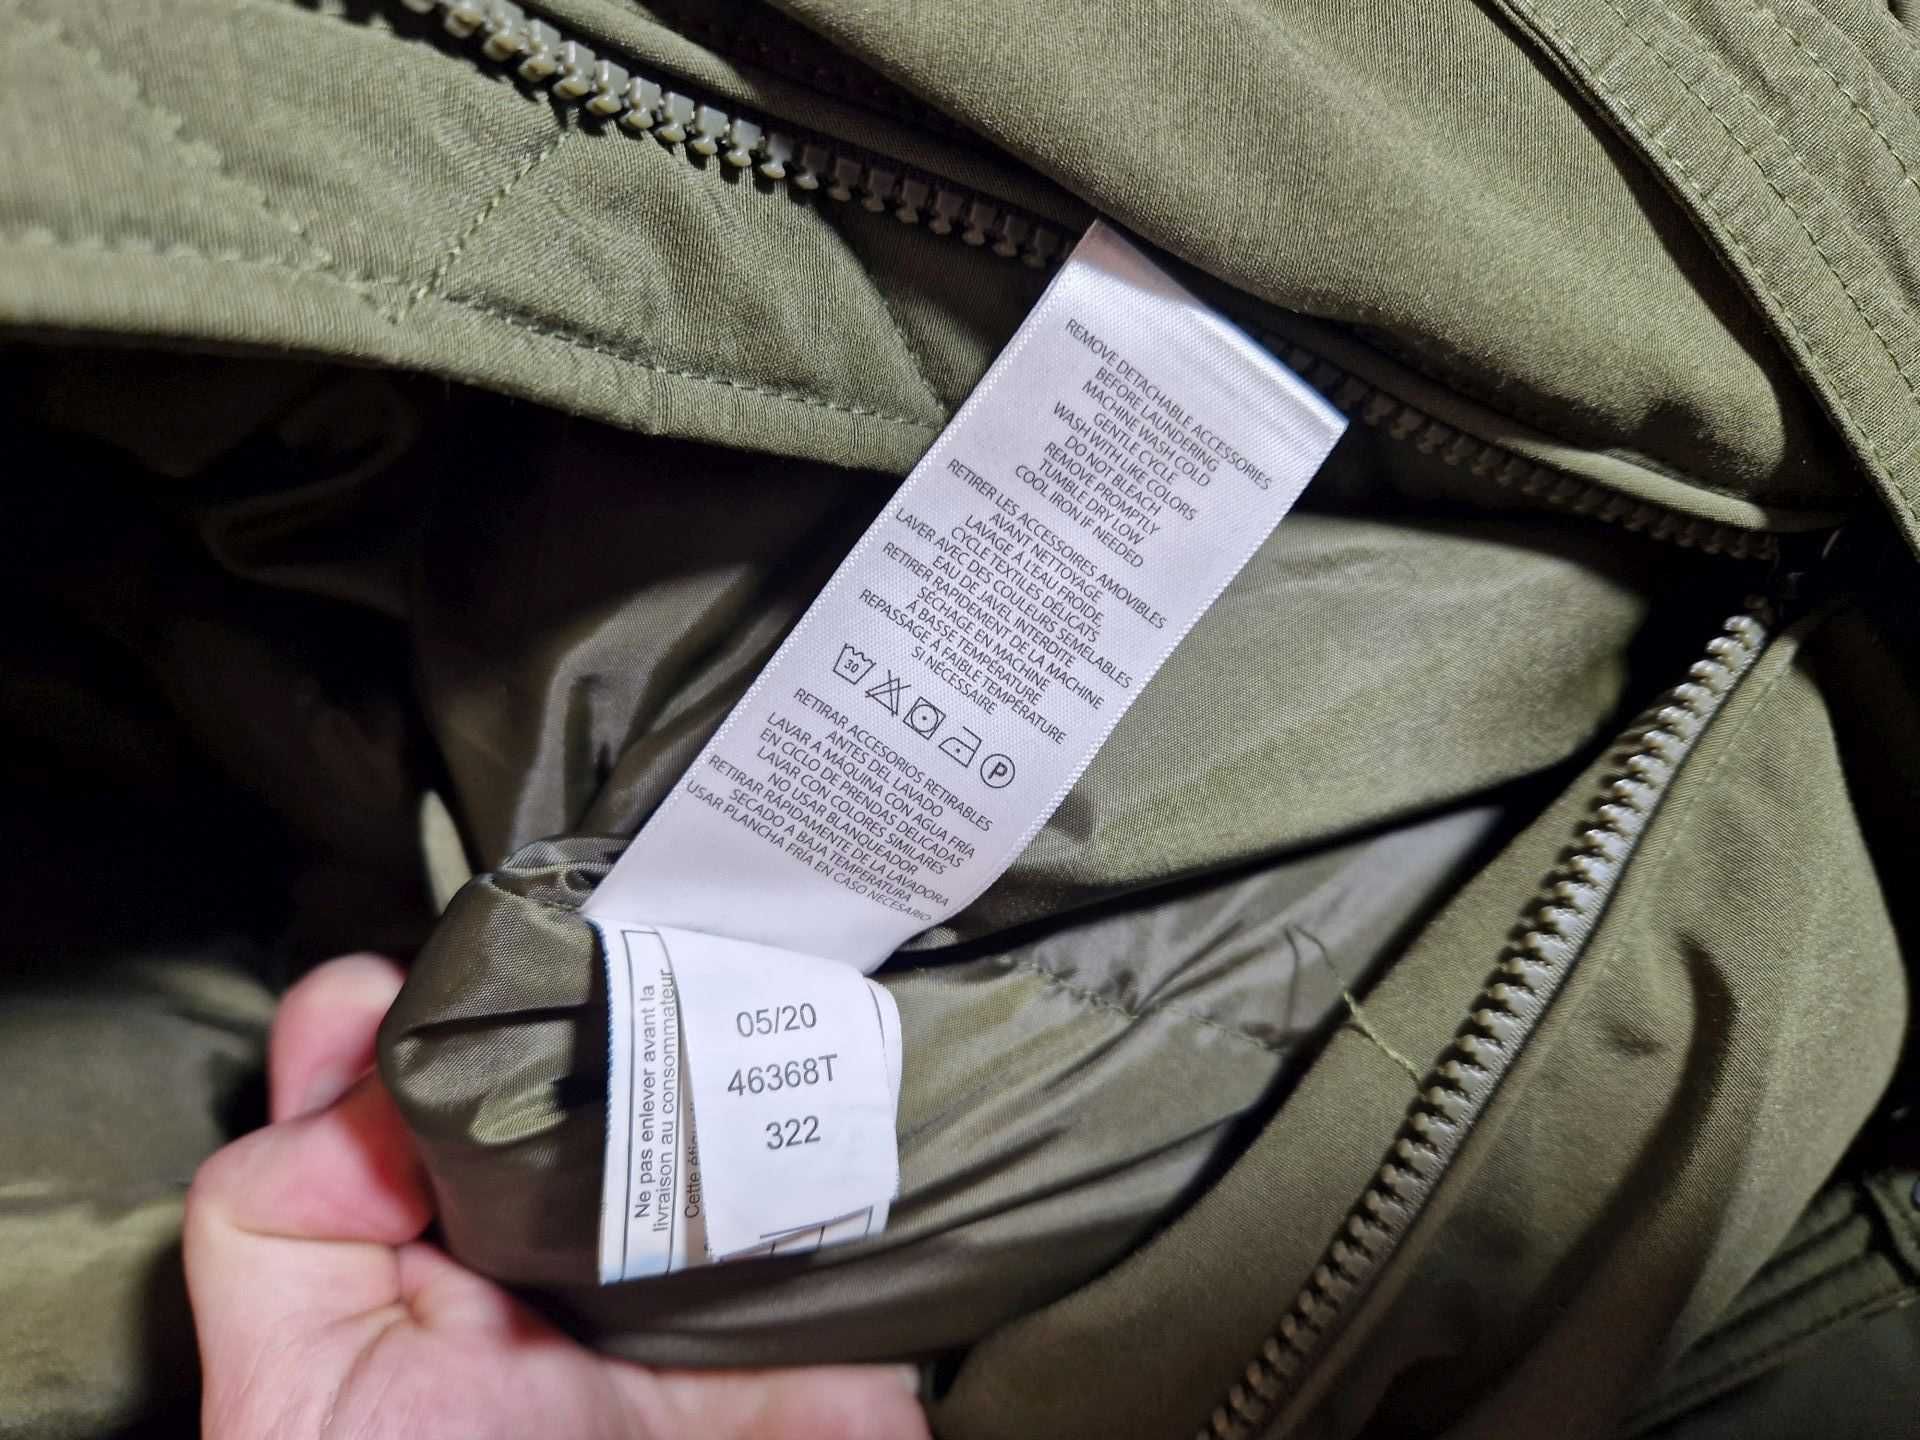 REMOVE DETACHABLE ACCESSORIES
BEFORE LAUNDERING
MACHINE WASH COLD
GENTLE CYCLE
WASH WITH LIKE COLORS
DO NOT BLEACH
REMOVE PROMPTLY
TUMBLE DRY LOW
COOL IRON IF NEEDED
RETIRER LES ACCESSOIRES AMOVIBLES
AVANT NETTOYAGE
LAVAGE À L'EAU FROIDE,
CYCLE TEXTILES DÉLICATS
LAVER AVEC DES COULEURS SEMELABLES
EAU DE JAVEL INTERDITE
RETIRER RAPIDEMENT DE LA MACHINE
SÉCHAGE EN MACHINE
À BASSE TEMPÉRATURE
REPASSAGE À FAIBLE TEMPÉRATURE
SI NÉCESSAIRE
30
P
RETIRAR ACCESORIOS RETIRABLES
ANTES DEL LAVADO
LAVAR A MÁQUINA CON AGUA FRÍA
EN CICLO DE PRENDAS DELICADAS
LAVAR CON COLORES SIMILARES
NO USAR BLANQUEADOR
RETIRAR RÁPIDAMENTE DE LA LAVADORA
SECADO A BAJA TEMPERATURA
USAR PLANCHA FRÍA EN CASO NECESARIO
05/20
46368T
322
Ne pas enlever avant la
livraison au consommateur
Cette